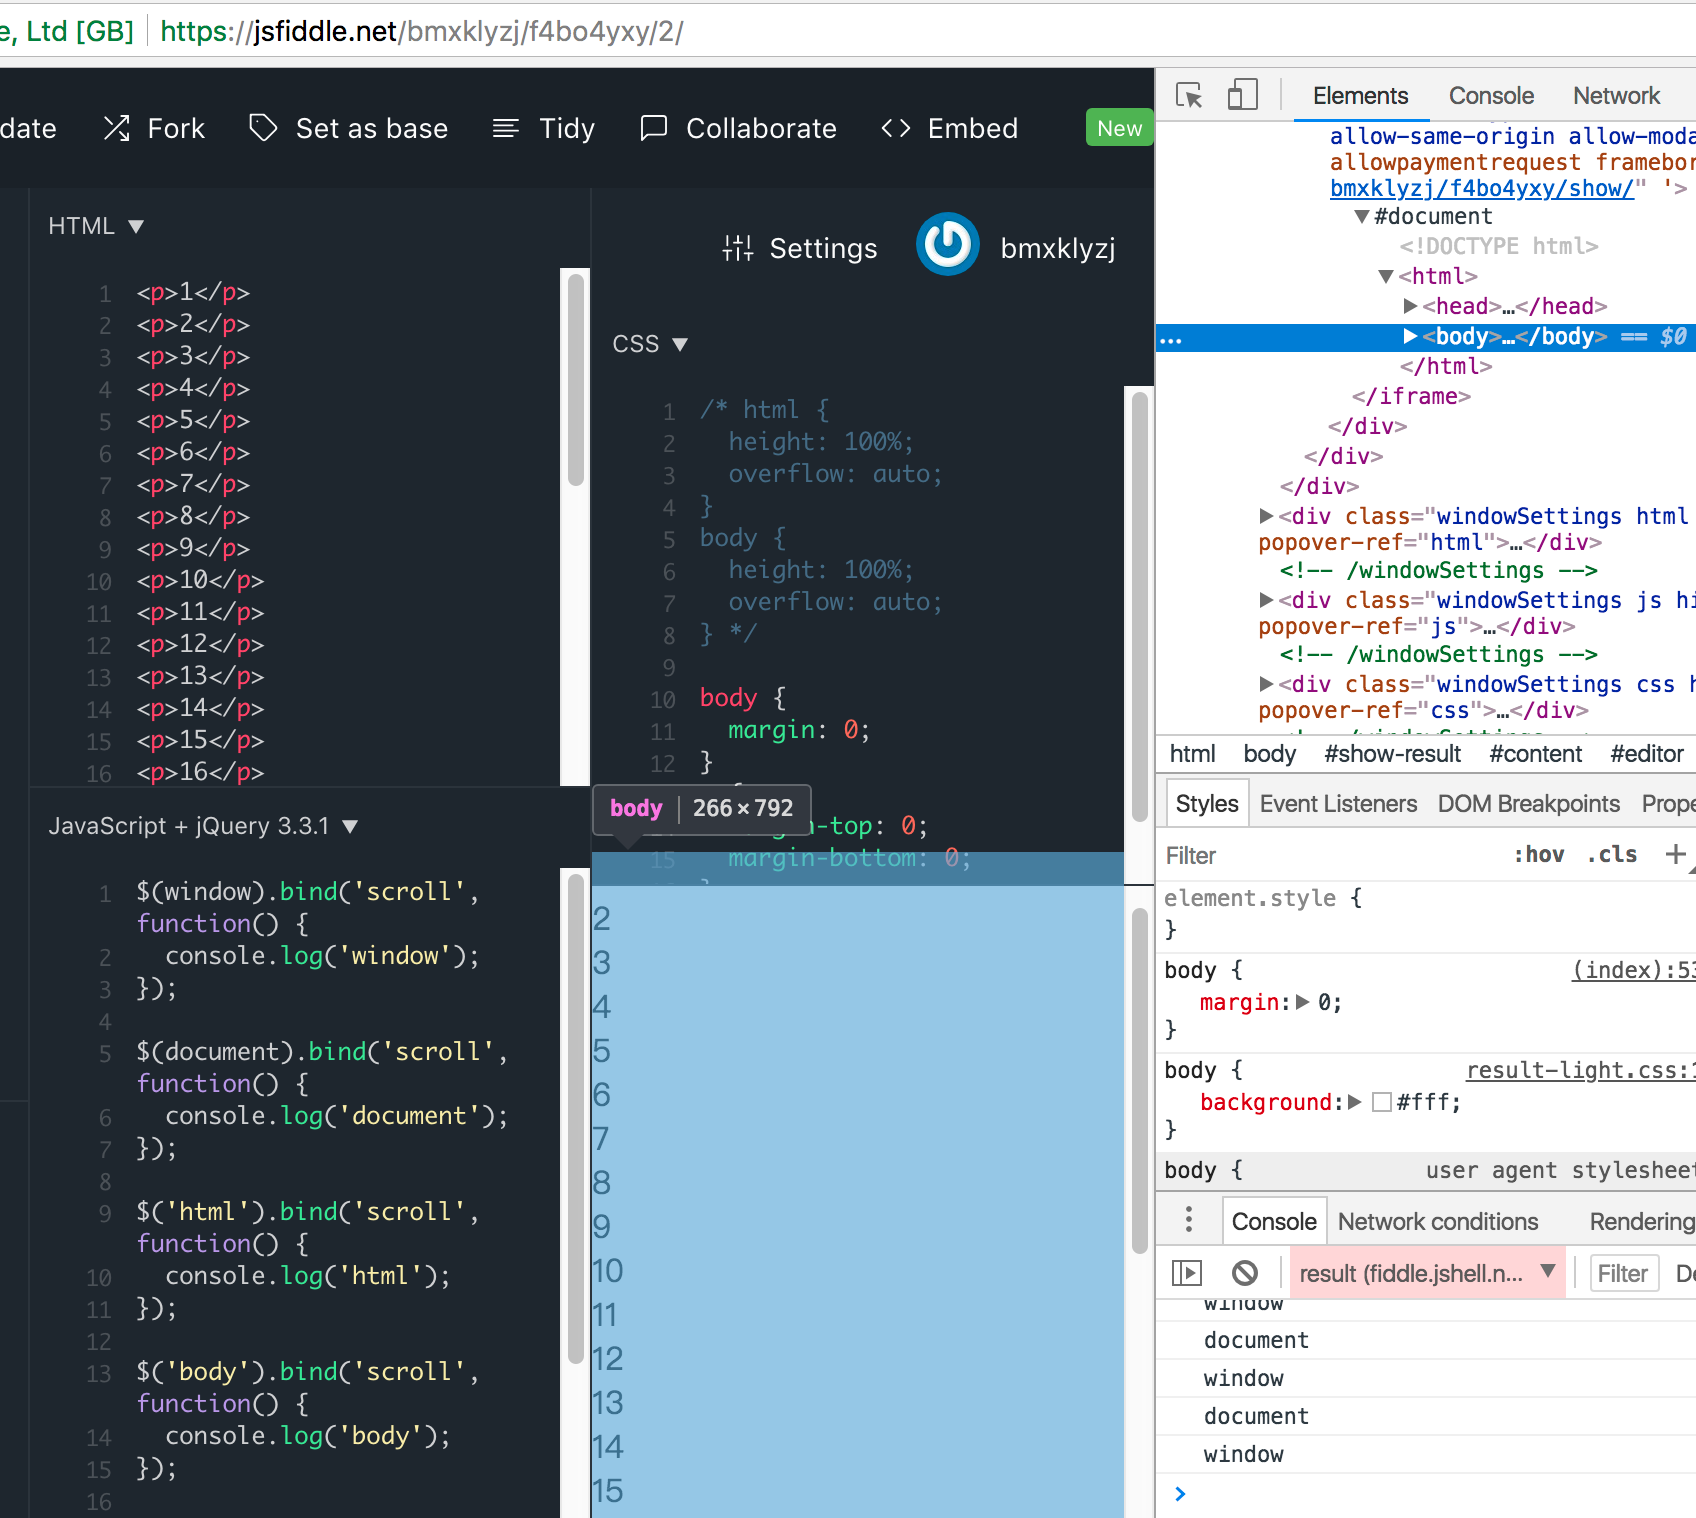 e, Ltd [GB] https://jsfiddle.net/bmxklyzj/f4bo4yxy/2/
date Fork Set as base Tidy Collaborate Embed New
HTML ▼
1 <p>1</p>
2 <p>2</p>
3 <p>3</p>
4 <p>4</p>
5 <p>5</p>
6 <p>6</p>
7 <p>7</p>
8 <p>8</p>
9 <p>9</p>
10 <p>10</p>
11 <p>11</p>
12 <p>12</p>
13 <p>13</p>
14 <p>14</p>
15 <p>15</p>
16 <p>16</p>
JavaScript + jQuery 3.3.1 ▼
1 $(window).bind('scroll',
function() {
2 console.log('window');
3 });
4
5 $(document).bind('scroll',
function() {
6 console.log('document');
7 });
8
9 $('html').bind('scroll',
function() {
10 console.log('html');
11 });
12
13 $('body').bind('scroll',
function() {
14 console.log('body');
15 });
16
Settings bmxklyzj
CSS ▼
1 /* html {
2 height: 100%;
3 overflow: auto;
4 }
5 body {
6 height: 100%;
7 overflow: auto;
8 } */
9
10 body {
11 margin: 0;
12 }
body 266×792
n-top: 0;
15 margin-bottom: 0;
2
3
4
5
6
7
8
9
10
11
12
13
14
15
Elements Console Network
allow-same-origin allow-moda
allowpaymentrequest framebor
bmxklyzj/f4bo4yxy/show/" '>
▼#document
<!DOCTYPE html>
▼<html>
▶<head>…</head>
… ▶<body>…</body> == $0
</html>
</iframe>
</div>
</div>
</div>
▶<div class="windowSettings html
popover-ref="html">…</div>
<!-- /windowSettings -->
▶<div class="windowSettings js hi
popover-ref="js">…</div>
<!-- /windowSettings -->
▶<div class="windowSettings css h
popover-ref="css">…</div>
html body #show-result #content #editor
Styles Event Listeners DOM Breakpoints Prope
Filter :hov .cls +
element.style {
}
body { (index):53
margin:▶ 0;
}
body { result-light.css:1
background:▶ #fff;
}
body { user agent stylesheet
Console Network conditions Rendering
result (fiddle.jshell.n... ▼ Filter De
window
document
window
document
window
>